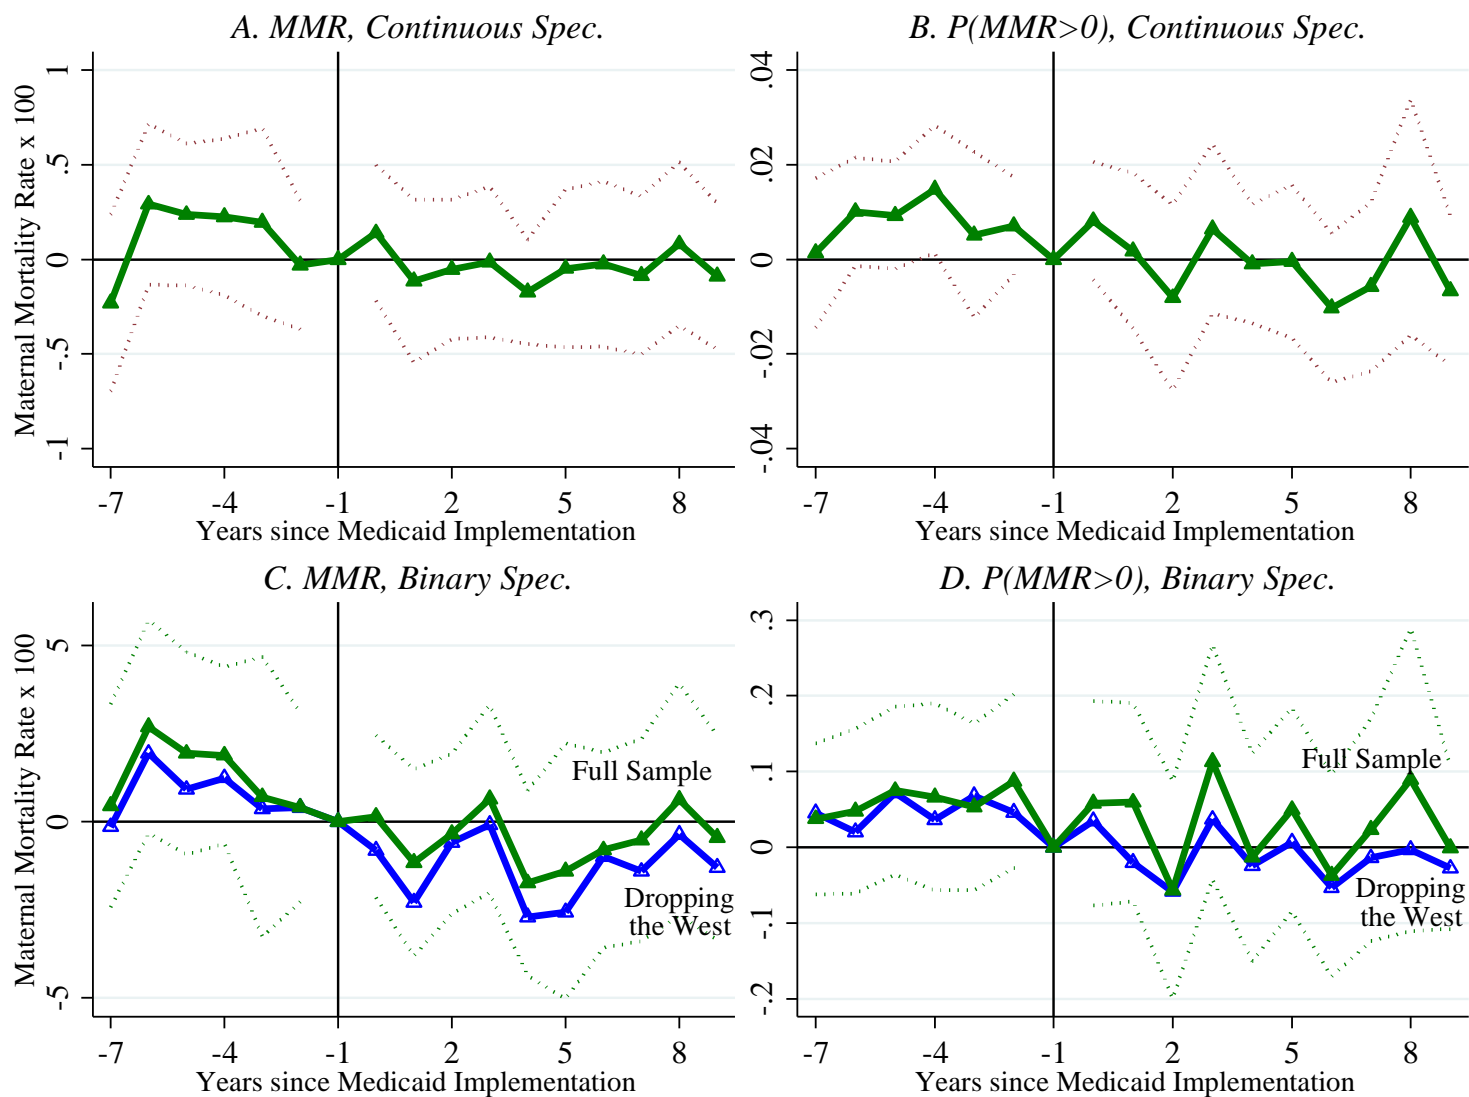 A. MMR, Continuous Spec.
Maternal Mortality Rate x 100
1
.5
0
-.5
-1
-7 -4 -1 2 5 8
Years since Medicaid Implementation
B. P(MMR>0), Continuous Spec.
.04
.02
0
-.02
-.04
-7 -4 -1 2 5 8
Years since Medicaid Implementation
C. MMR, Binary Spec.
Maternal Mortality Rate x 100
5
0
-5
Full Sample
Dropping
the West
-7 -4 -1 2 5 8
Years since Medicaid Implementation
D. P(MMR>0), Binary Spec.
.3
.2
.1
0
-.1
-.2
Full Sample
Dropping
the West
-7 -4 -1 2 5 8
Years since Medicaid Implementation